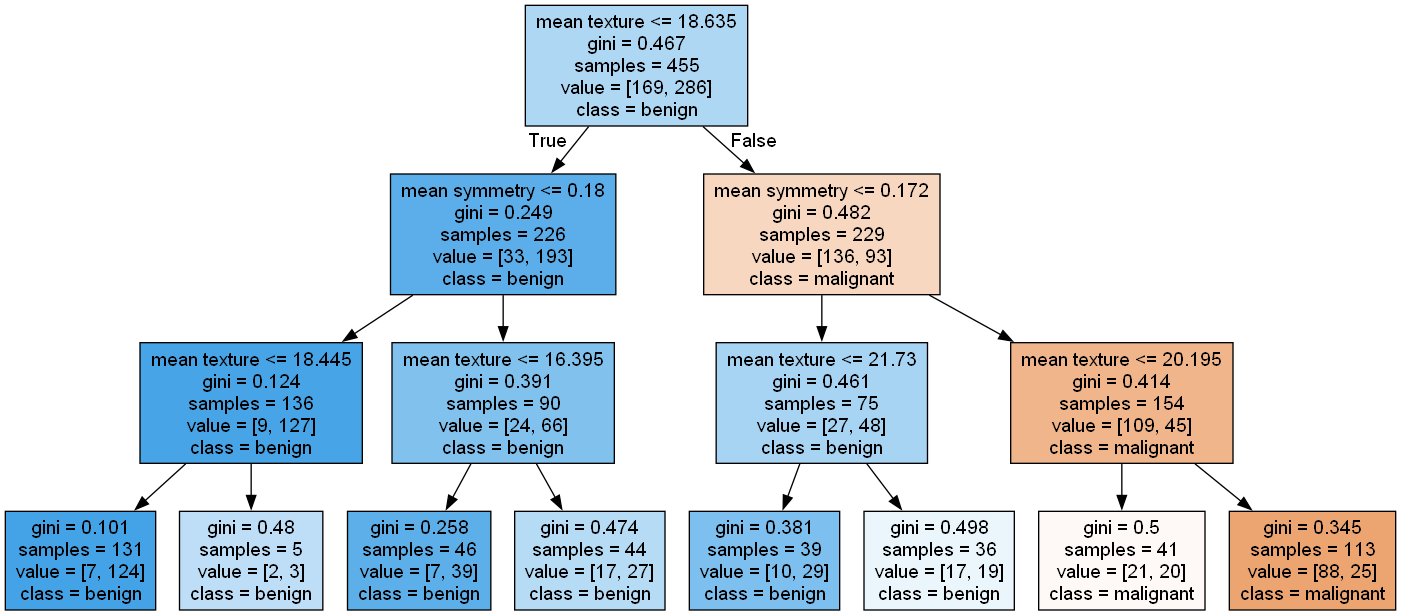 mean texture <= 18.635
gini = 0.467
samples = 455
value = [169, 286]
class = benign
True
False
mean symmetry <= 0.18
gini = 0.249
samples = 226
value = [33, 193]
class = benign
mean symmetry <= 0.172
gini = 0.482
samples = 229
value = [136, 93]
class = malignant
mean texture <= 18.445
gini = 0.124
samples = 136
value = [9, 127]
class = benign
mean texture <= 16.395
gini = 0.391
samples = 90
value = [24, 66]
class = benign
mean texture <= 21.73
gini = 0.461
samples = 75
value = [27, 48]
class = benign
mean texture <= 20.195
gini = 0.414
samples = 154
value = [109, 45]
class = malignant
gini = 0.101
samples = 131
value = [7, 124]
class = benign
gini = 0.48
samples = 5
value = [2, 3]
class = benign
gini = 0.258
samples = 46
value = [7, 39]
class = benign
gini = 0.474
samples = 44
value = [17, 27]
class = benign
gini = 0.381
samples = 39
value = [10, 29]
class = benign
gini = 0.498
samples = 36
value = [17, 19]
class = benign
gini = 0.5
samples = 41
value = [21, 20]
class = malignant
gini = 0.345
samples = 113
value = [88, 25]
class = malignant